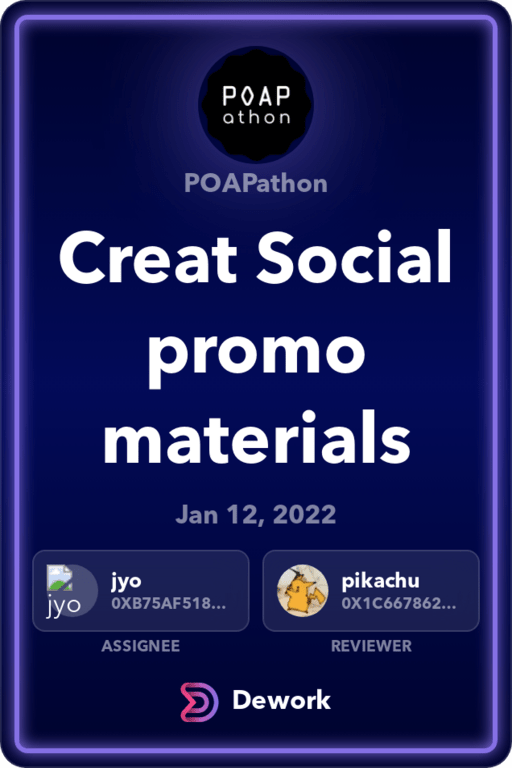 POAP
athon
POAPathon
Creat Social
promo
materials
Jan 12, 2022
jyo
jyo
0XB75AF518...
pikachu
0X1C667862...
ASSIGNEE
REVIEWER
Dework